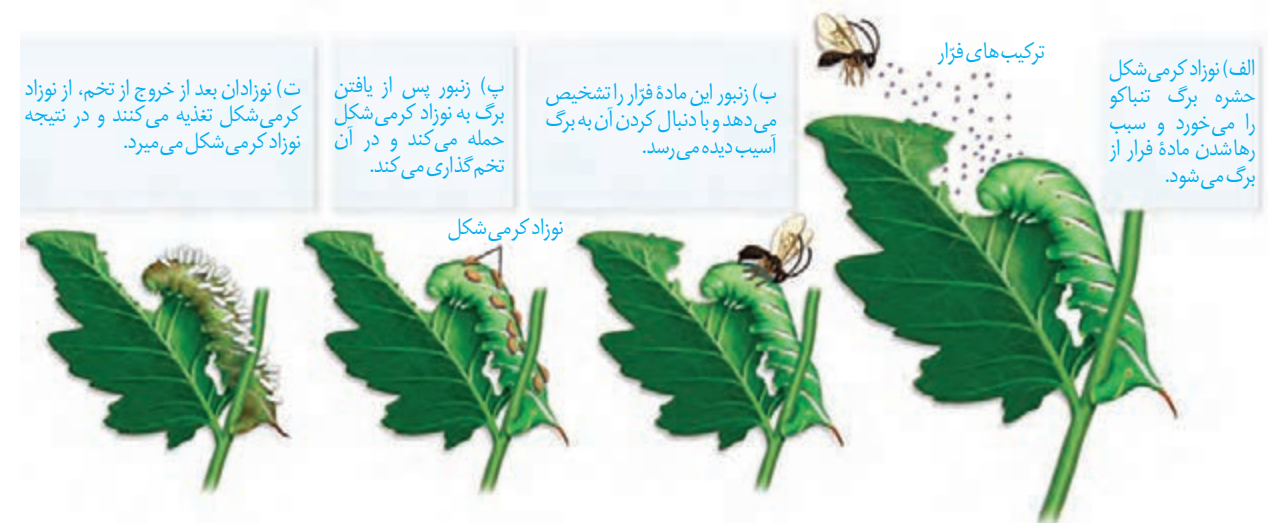 ترکیب‌های فرّار
الف) نوزاد کرمی‌شکل
حشره برگ تنباکو
را می‌خورد و سبب
رهاشدن مادهٔ فرار از
برگ می‌شود.
ب) زنبور این مادهٔ فرّار را تشخیص
می‌دهد و با دنبال کردن آن به برگ
آسیب دیده می‌رسد.
پ) زنبور پس از یافتن
برگ به نوزاد کرمی‌شکل
حمله می‌کند و در آن
تخم‌گذاری می‌کند.
ت) نوزادان بعد از خروج از تخم، از نوزاد
کرمی‌شکل تغذیه می‌کنند و در نتیجه
نوزاد کرمی‌شکل می‌میرد.
نوزاد کرمی‌شکل